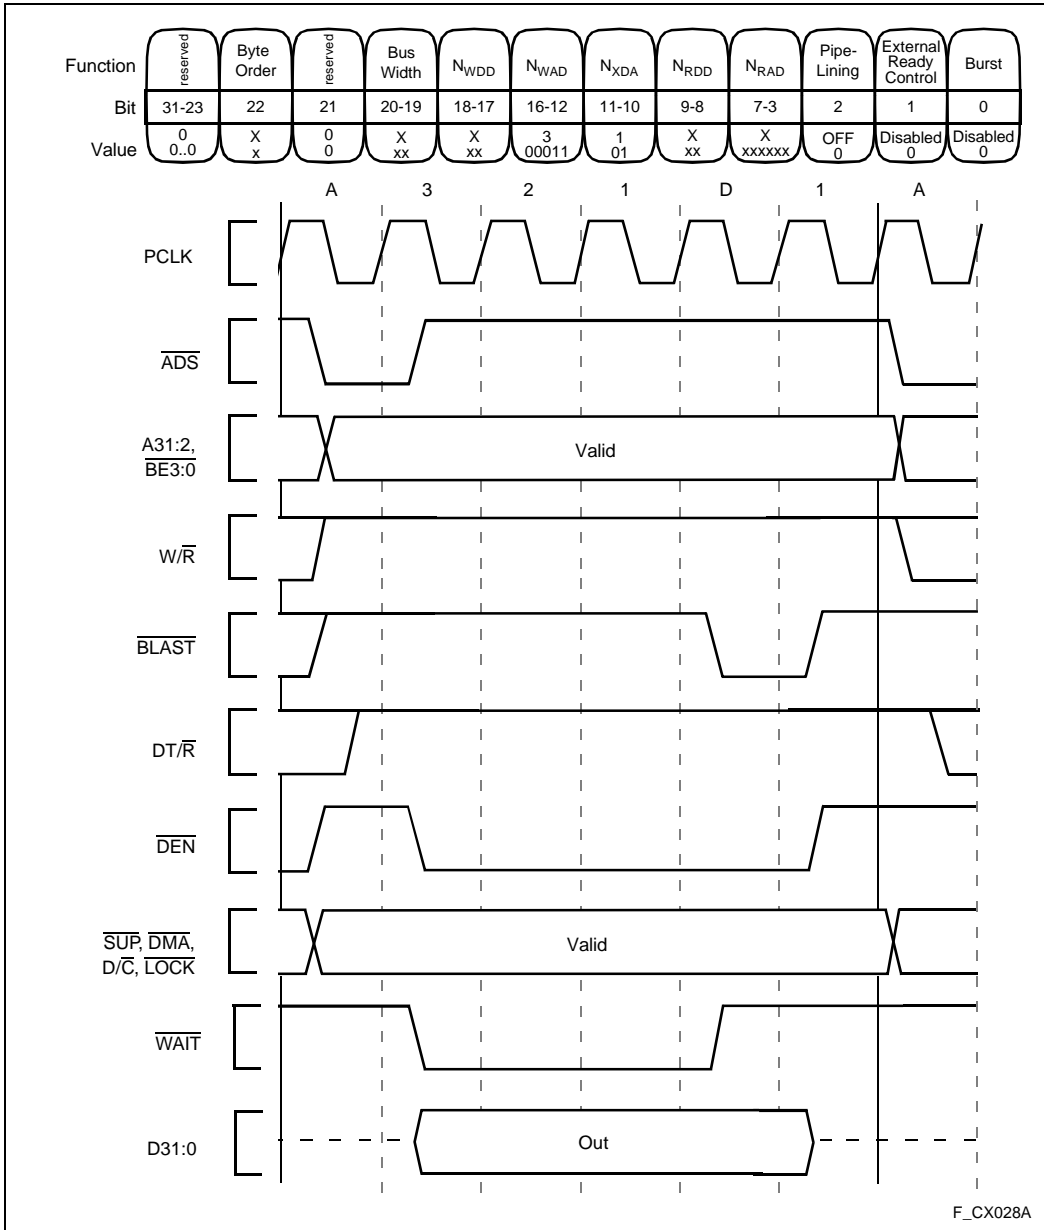 Function reserved Byte Order reserved Bus Width NWDD NWAD NXDA NRDD NRAD Pipe-Lining External Ready Control Burst
Bit 31-23 22 21 20-19 18-17 16-12 11-10 9-8 7-3 2 1 0
Value 0 X 0 X X 3 1 X X OFF Disabled Disabled
0..0 x 0 xx xx 00011 01 xx xxxxxx 0 0 0
A 3 2 1 D 1 A
PCLK
ADS
A31:2,
BE3:0
Valid
W/R
BLAST
DT/R
DEN
SUP, DMA,
D/C, LOCK
Valid
WAIT
D31:0
Out
F_CX028A